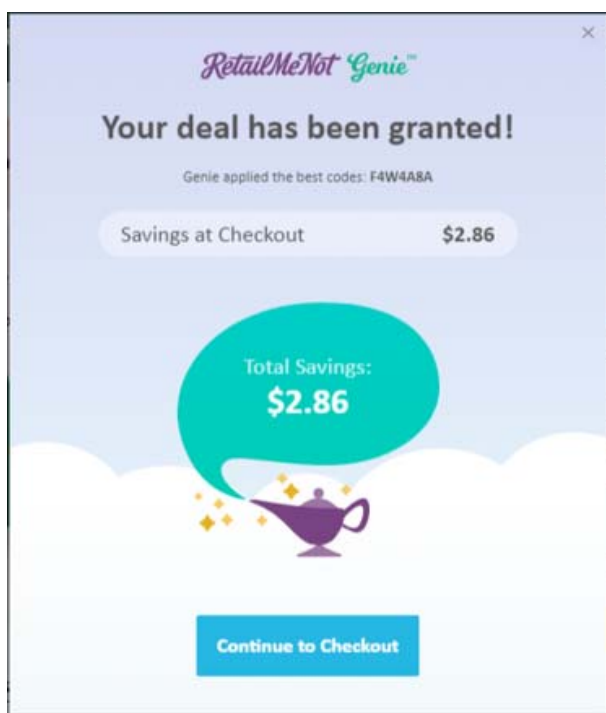 RetailMeNot Genie™
Your deal has been granted!
Genie applied the best codes: F4W4A8A
Savings at Checkout $2.86
Total Savings:
$2.86
Continue to Checkout